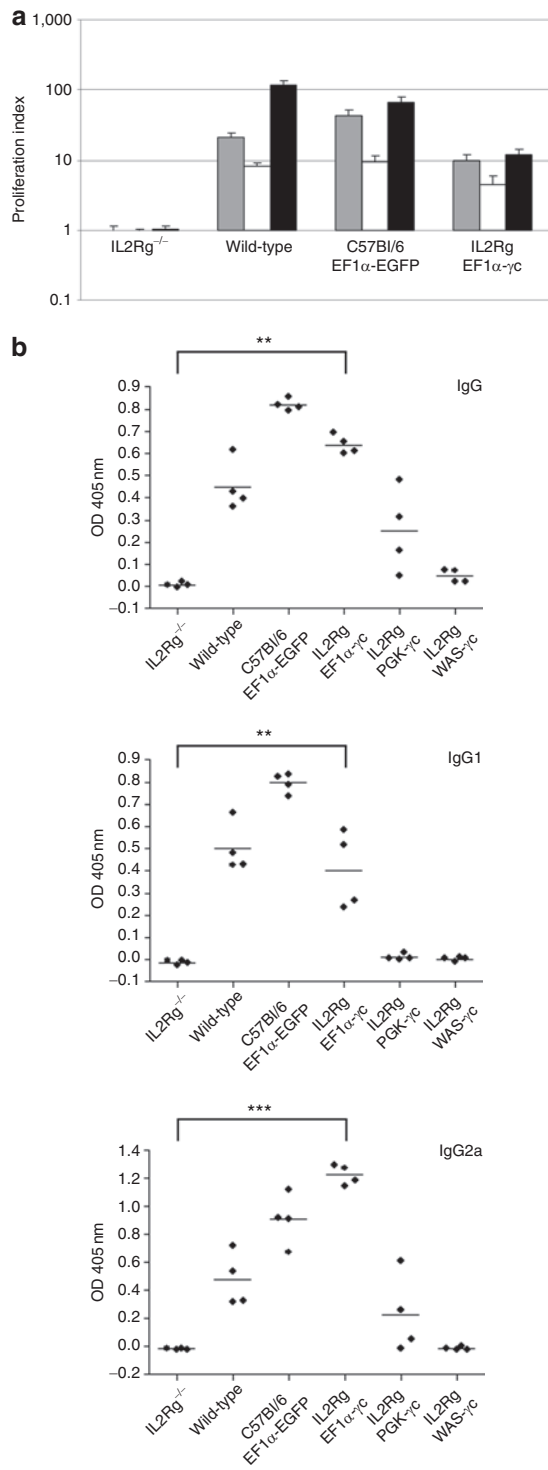 a
1,000
100
10
1
0.1
Proliferation index
IL2Rg−/−
Wild-type
C57Bl/6
EF1α-EGFP
IL2Rg
EF1α-γc
b
**
IgG
0.9
0.8
0.7
0.6
0.5
0.4
0.3
0.2
0.1
0.0
−0.1
OD 405 nm
IL2Rg−/−
Wild-type
C57Bl/6
EF1α-EGFP
IL2Rg
EF1α-γc
IL2Rg
PGK-γc
IL2Rg
WAS-γc
**
IgG1
0.9
0.8
0.7
0.6
0.5
0.4
0.3
0.2
0.1
0.0
−0.1
OD 405 nm
IL2Rg−/−
Wild-type
C57Bl/6
EF1α-EGFP
IL2Rg
EF1α-γc
IL2Rg
PGK-γc
IL2Rg
WAS-γc
***
IgG2a
1.4
1.2
1.0
0.8
0.6
0.4
0.2
0.0
−0.2
OD 405 nm
IL2Rg−/−
Wild-type
C57Bl/6
EF1α-EGFP
IL2Rg
EF1α-γc
IL2Rg
PGK-γc
IL2Rg
WAS-γc